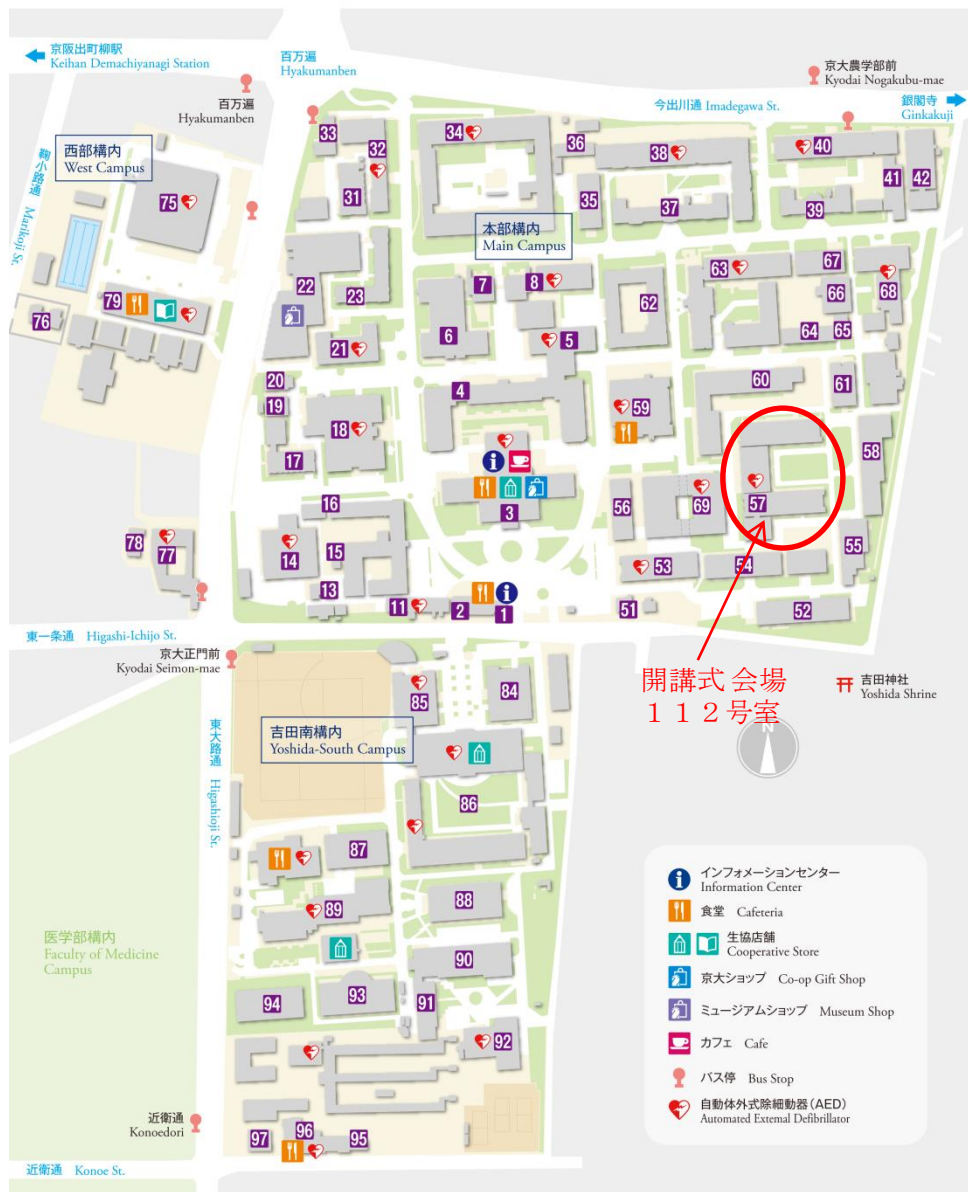 京阪出町柳駅
Keihan Demachiyanagi Station
百万遍
Hyakumanben
百万遍
Hyakumanben
京大農学部前
Kyodai Nogakubu-mae
今出川通 Imadegawa St.
銀閣寺
Ginkakuji
西部構内
West Campus
鞠小路通 Marikoji St.
本部構内
Main Campus
33
32
31
34
36
38
35
37
40
41
42
39
75
79
76
22
23
7
8
6
5
62
63
67
68
66
64
65
21
20
19
18
17
4
59
60
61
58
3
16
14
15
13
11
2
1
56
69
57
53
54
55
51
52
78
77
東一条通 Higashi-Ichijo St.
京大正門前
Kyodai Seimon-mae
開講式 会場
１１２号室
吉田神社
Yoshida Shrine
N
東大路通 Higashioji St.
吉田南構内
Yoshida-South Campus
85
84
86
87
88
89
90
91
92
93
94
95
96
97
医学部構内
Faculty of Medicine
Campus
近衛通
Konoedori
近衛通 Konoe St.
インフォメーションセンター
Information Center
食堂 Cafeteria
生協店舗
Cooperative Store
京大ショップ Co-op Gift Shop
ミュージアムショップ Museum Shop
カフェ Cafe
バス停 Bus Stop
自動体外式除細動器（AED）
Automated External Defibrillator